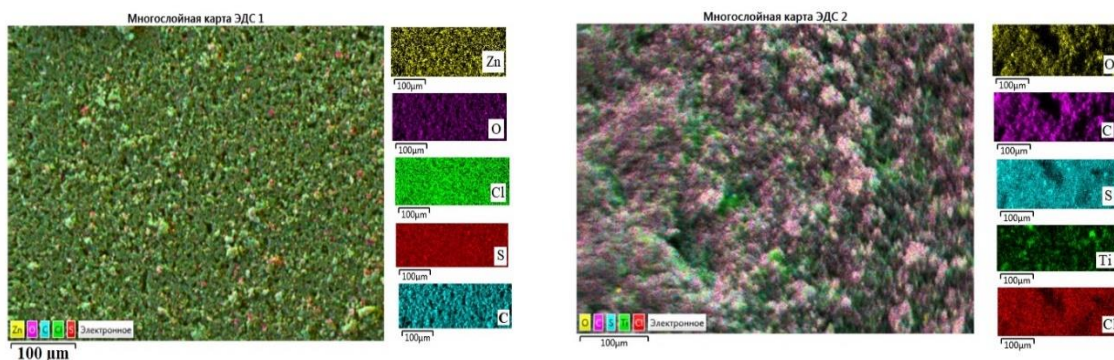 Многослойная карта ЭДС 1
Zn
100μm
O
100μm
Cl
100μm
S
100μm
C
100μm
Zn O C Cl S Электронное
100 μm
Многослойная карта ЭДС 2
O
100μm
C
100μm
S
100μm
Ti
100μm
Cl
100μm
O C S Ti Cl Электронное
100μm